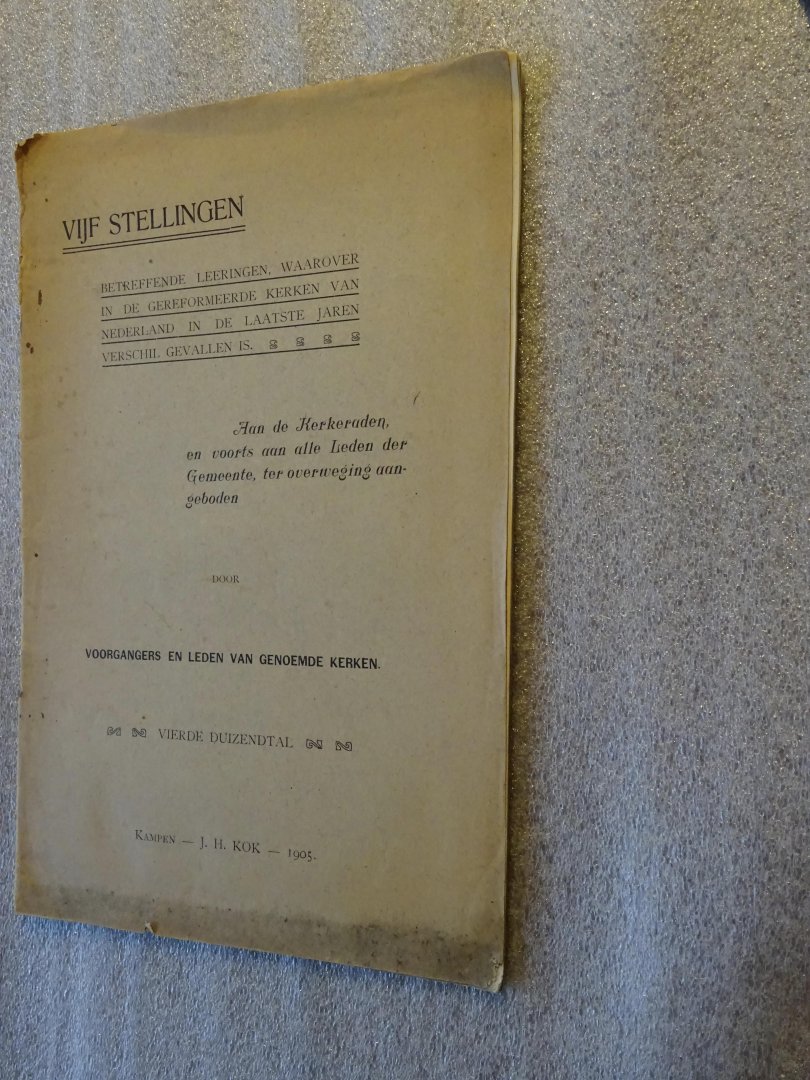 VIJF STELLINGEN
BETREFFENDE LEERINGEN, WAAROVER
IN DE GEREFORMEERDE KERKEN VAN
NEDERLAND IN DE LAATSTE JAREN
VERSCHIL GEVALLEN IS.
Aan de Kerkeraden,
en voorts aan alle Leden der
Gemeente, ter overweging aan-
geboden
DOOR
VOORGANGERS EN LEDEN VAN GENOEMDE KERKEN.
VIERDE DUIZENDTAL
KAMPEN — J. H. KOK — 1905.